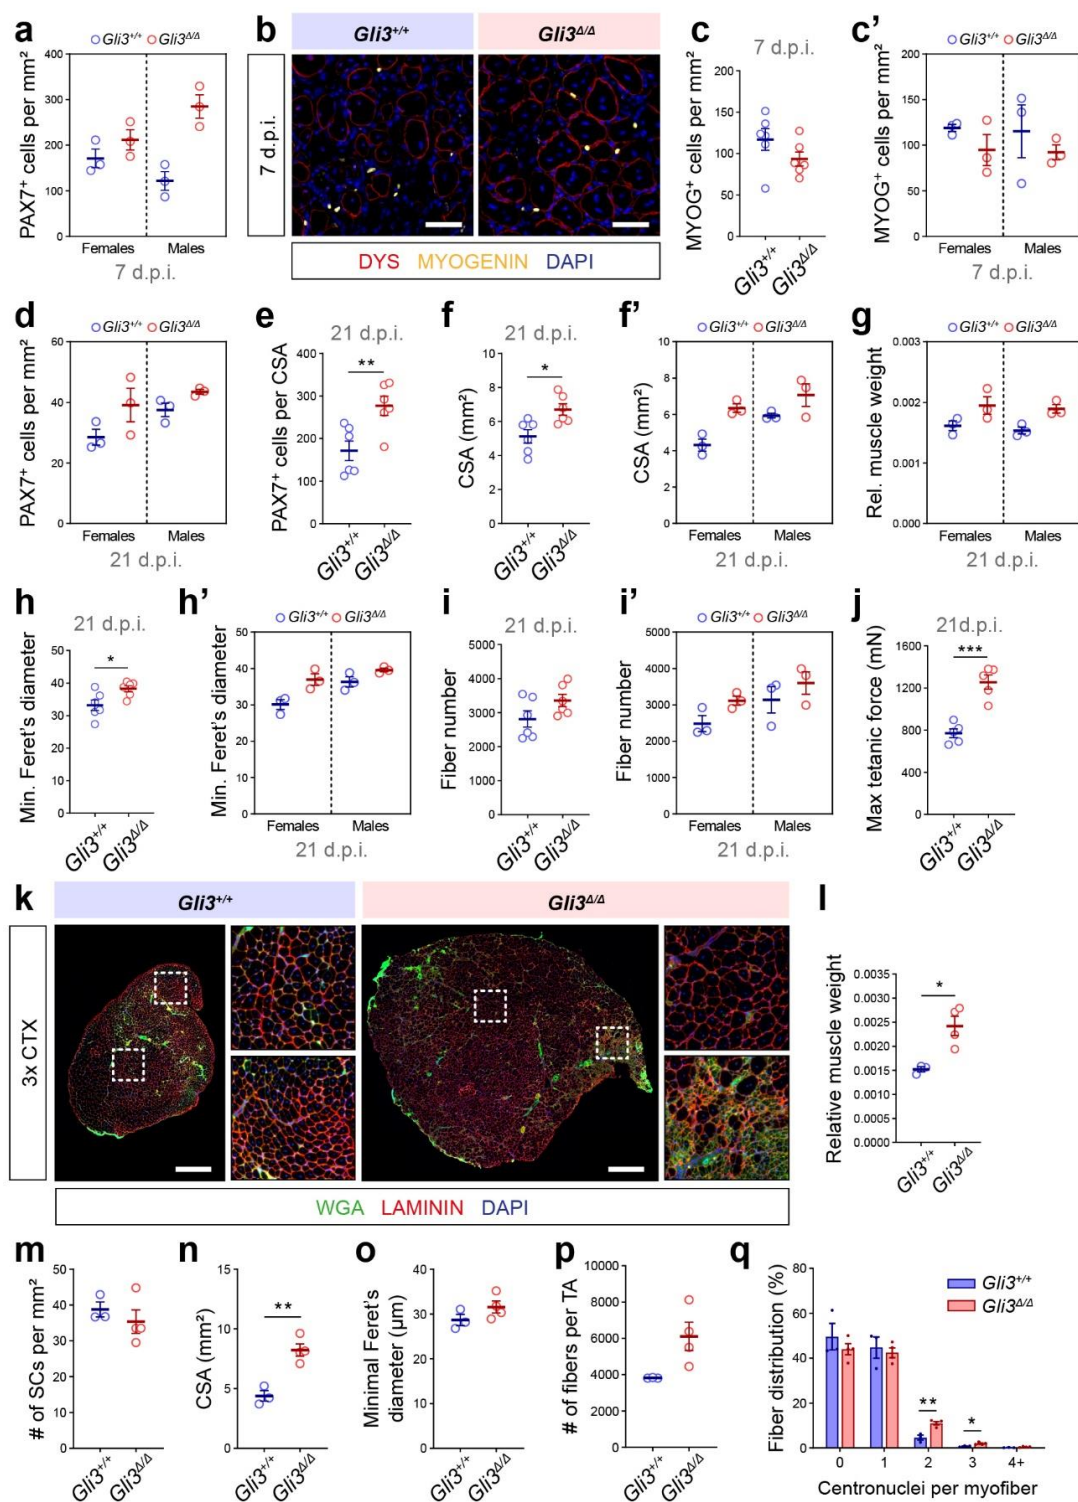 a
Gli3+/+ Gli3Δ/Δ
PAX7+ cells per mm²
400
300
200
100
0
Females Males
7 d.p.i.
b
Gli3+/+ Gli3Δ/Δ
7 d.p.i.
DYS MYOGENIN DAPI
c
7 d.p.i.
MYOG+ cells per mm²
200
150
100
50
0
Gli3+/+ Gli3Δ/Δ
c’
Gli3+/+ Gli3Δ/Δ
MYOG+ cells per mm²
200
150
100
50
0
Females Males
7 d.p.i.
d
Gli3+/+ Gli3Δ/Δ
PAX7+ cells per mm²
60
40
20
0
Females Males
21 d.p.i.
e
21 d.p.i.
PAX7+ cells per CSA
400
300
200
100
0
**
Gli3+/+ Gli3Δ/Δ
f
21 d.p.i.
CSA (mm²)
10
8
6
4
2
0
*
Gli3+/+ Gli3Δ/Δ
f’
Gli3+/+ Gli3Δ/Δ
CSA (mm²)
10
8
6
4
2
0
Females Males
21 d.p.i.
g
Gli3+/+ Gli3Δ/Δ
Rel. muscle weight
0.003
0.002
0.001
0.000
Females Males
21 d.p.i.
h
21 d.p.i.
Min. Feret’s diameter
50
40
30
20
10
0
*
Gli3+/+ Gli3Δ/Δ
h’
Gli3+/+ Gli3Δ/Δ
Min. Feret’s diameter
50
40
30
20
10
0
Females Males
21 d.p.i.
i
21 d.p.i.
Fiber number
5000
4000
3000
2000
1000
0
Gli3+/+ Gli3Δ/Δ
i’
Gli3+/+ Gli3Δ/Δ
Fiber number
5000
4000
3000
2000
1000
0
Females Males
21 d.p.i.
j
21d.p.i.
Max tetanic force (mN)
1600
1200
800
400
0
***
Gli3+/+ Gli3Δ/Δ
k
Gli3+/+ Gli3Δ/Δ
3x CTX
WGA LAMININ DAPI
l
Relative muscle weight
0.0035
0.0030
0.0025
0.0020
0.0015
0.0010
0.0005
0.0000
*
Gli3+/+ Gli3Δ/Δ
m
# of SCs per mm²
50
40
30
20
10
0
Gli3+/+ Gli3Δ/Δ
n
CSA (mm²)
15
10
5
0
**
Gli3+/+ Gli3Δ/Δ
o
Minimal Feret’s
diameter (µm)
40
30
20
10
0
Gli3+/+ Gli3Δ/Δ
p
# of fibers per TA
10000
8000
6000
4000
2000
0
Gli3+/+ Gli3Δ/Δ
q
Fiber distribution (%)
80
60
40
20
0
Gli3+/+
Gli3Δ/Δ
**
*
0 1 2 3 4+
Centronuclei per myofiber